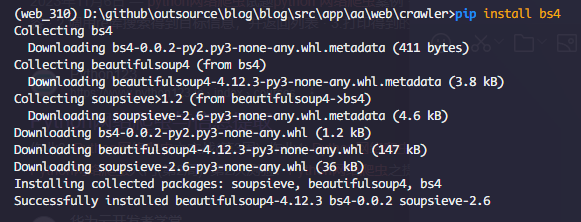 (web_310) D:\github\outsource\blog\blog\src\app\aa\web\crawler>pip install bs4
Collecting bs4
  Downloading bs4-0.0.2-py2.py3-none-any.whl.metadata (411 bytes)
Collecting beautifulsoup4 (from bs4)
  Downloading beautifulsoup4-4.12.3-py3-none-any.whl.metadata (3.8 kB)
Collecting soupsieve>1.2 (from beautifulsoup4->bs4)
  Downloading soupsieve-2.6-py3-none-any.whl.metadata (4.6 kB)
Downloading bs4-0.0.2-py2.py3-none-any.whl (1.2 kB)
Downloading beautifulsoup4-4.12.3-py3-none-any.whl (147 kB)
Downloading soupsieve-2.6-py3-none-any.whl (36 kB)
Installing collected packages: soupsieve, beautifulsoup4, bs4
Successfully installed beautifulsoup4-4.12.3 bs4-0.0.2 soupsieve-2.6